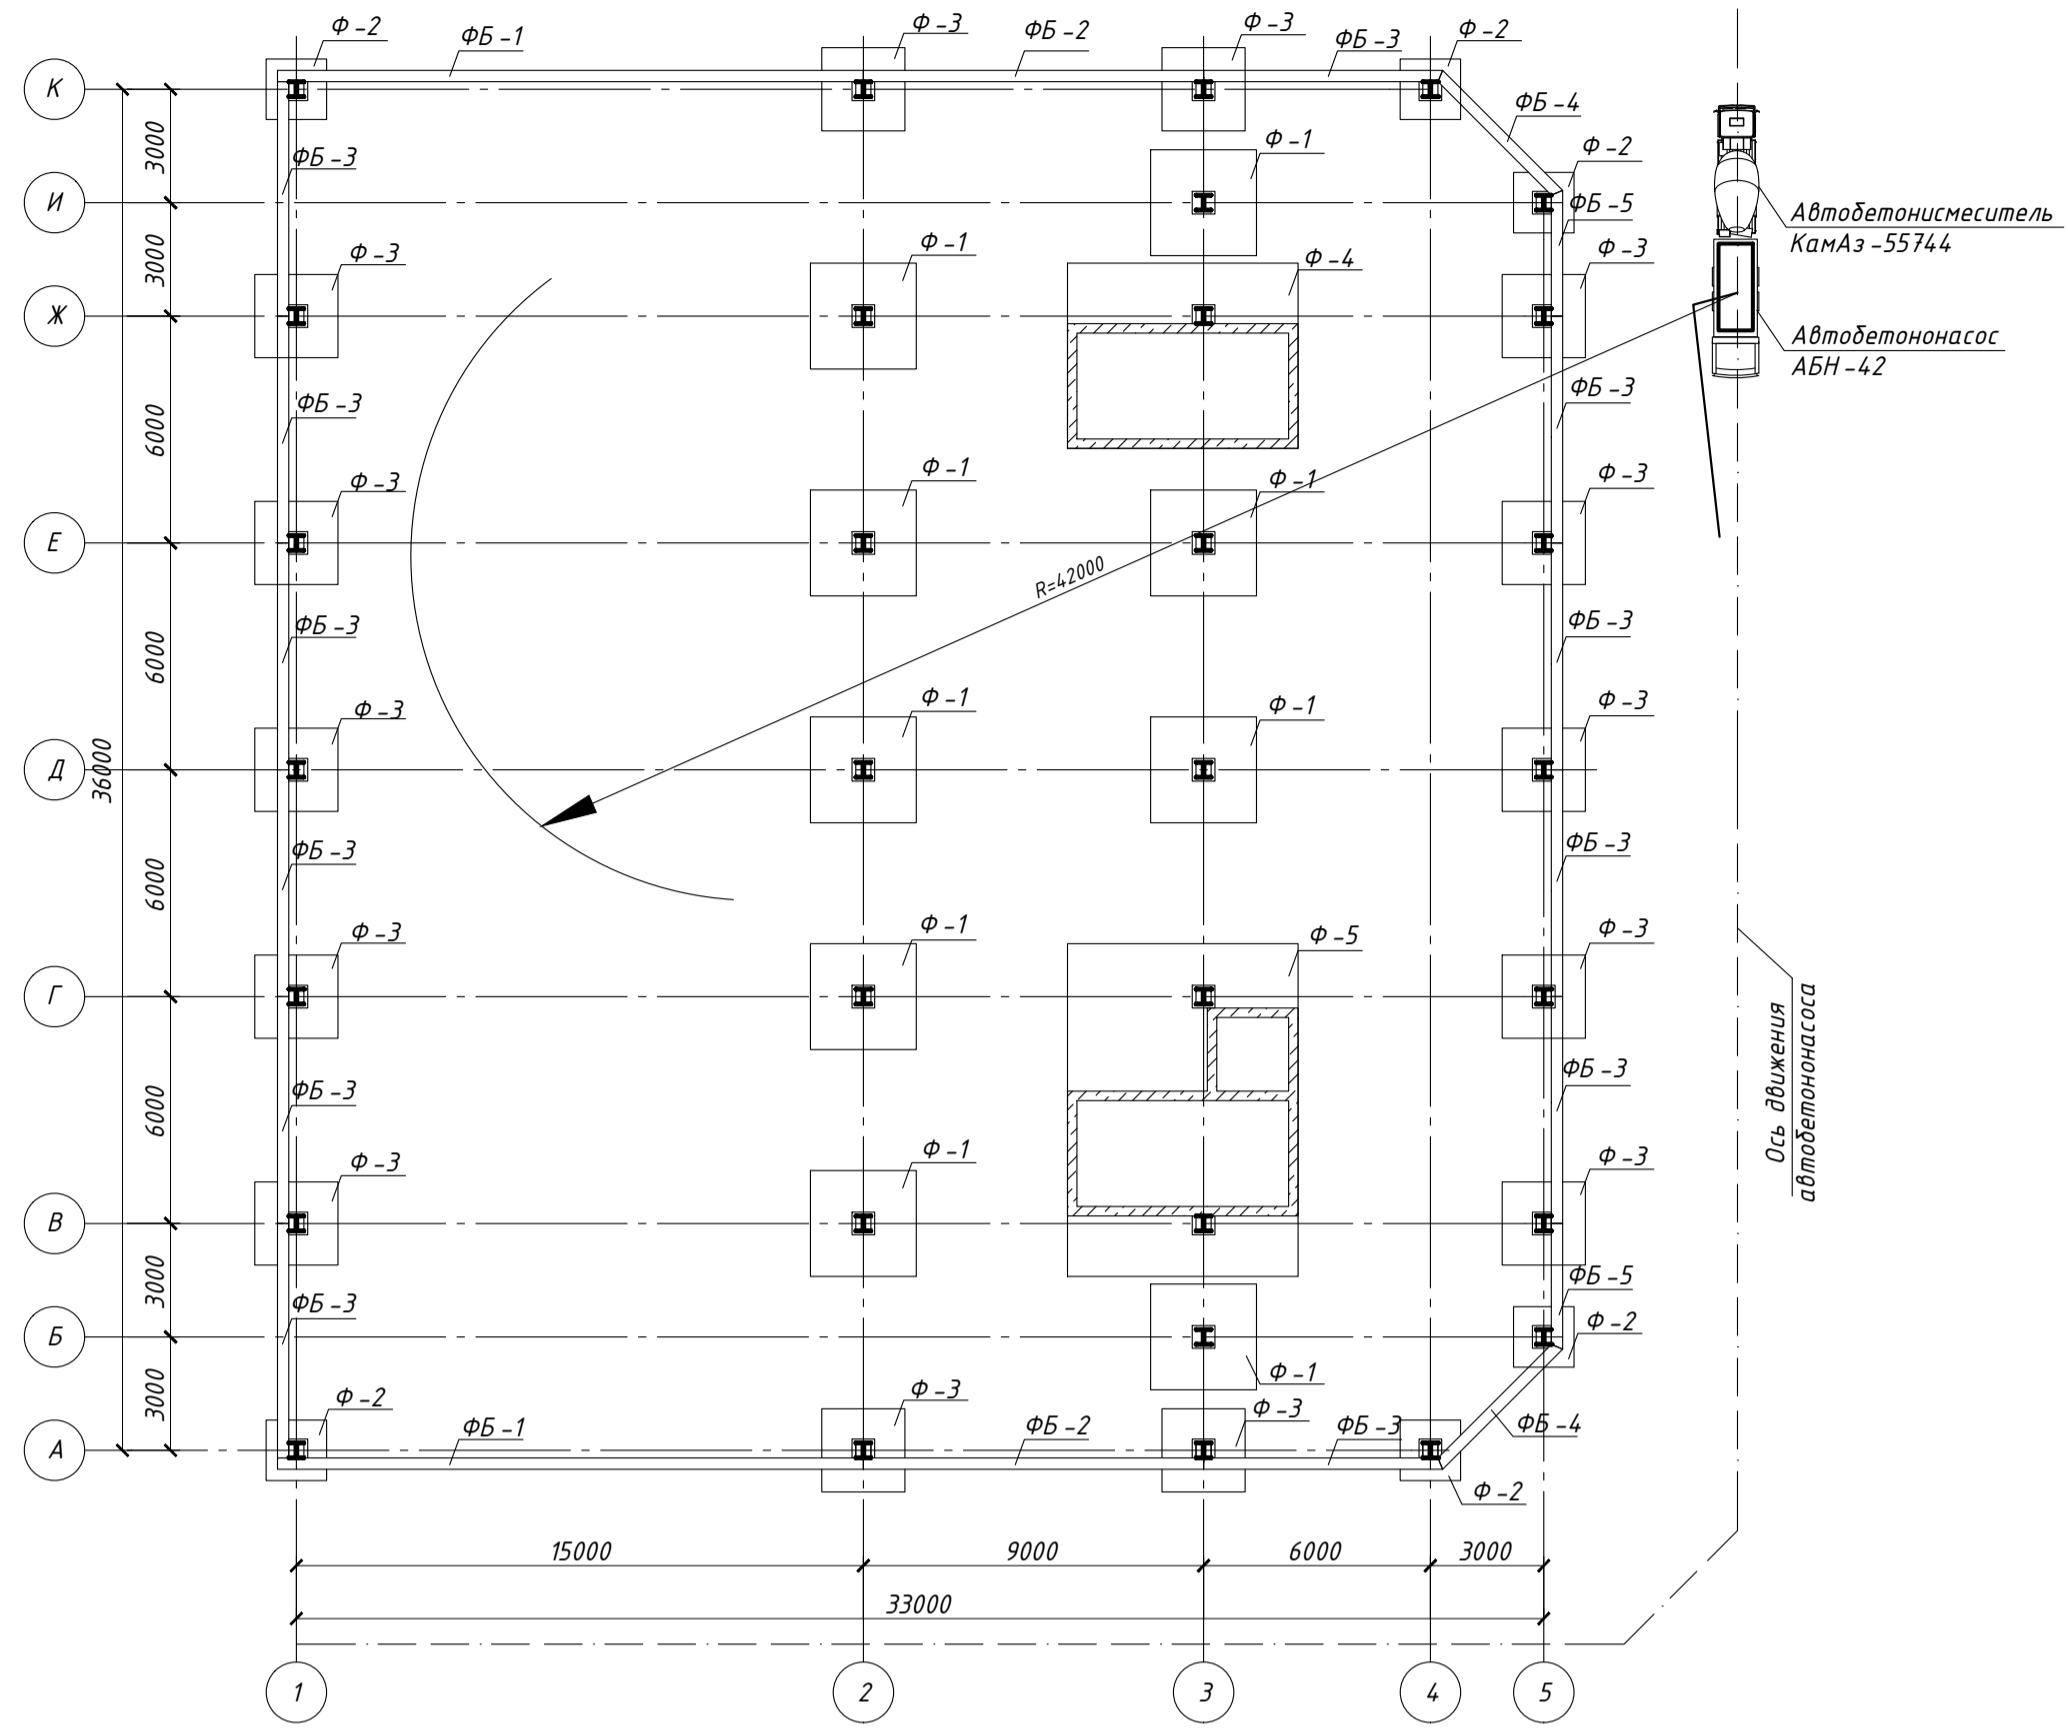 Ф-2
ФБ-1
Ф-3
ФБ-2
Ф-3
ФБ-3
Ф-2
К
ФБ-4
3000
ФБ-3
Ф-1
Ф-2
И
ФБ-5
Автобетонисмеситель
КамАз-55744
3000
Ф-3
Ф-1
Ф-4
Ф-3
Ж
Автобетононасос
АБН-42
6000
ФБ-3
ФБ-3
Ф-3
Ф-1
Ф-1
Ф-3
Е
R=42000
6000
ФБ-3
ФБ-3
Ф-3
Ф-1
Ф-1
Ф-3
Д
36000
6000
ФБ-3
ФБ-3
Ф-3
Ф-1
Ф-5
Ф-3
Г
Ось движения
автобетононасоса
6000
ФБ-3
ФБ-3
Ф-3
Ф-1
Ф-3
В
3000
ФБ-3
ФБ-5
Ф-2
Б
3000
Ф-1
Ф-2
ФБ-1
Ф-3
ФБ-2
Ф-3
ФБ-3
ФБ-4
А
Ф-2
15000
9000
6000
3000
33000
1
2
3
4
5